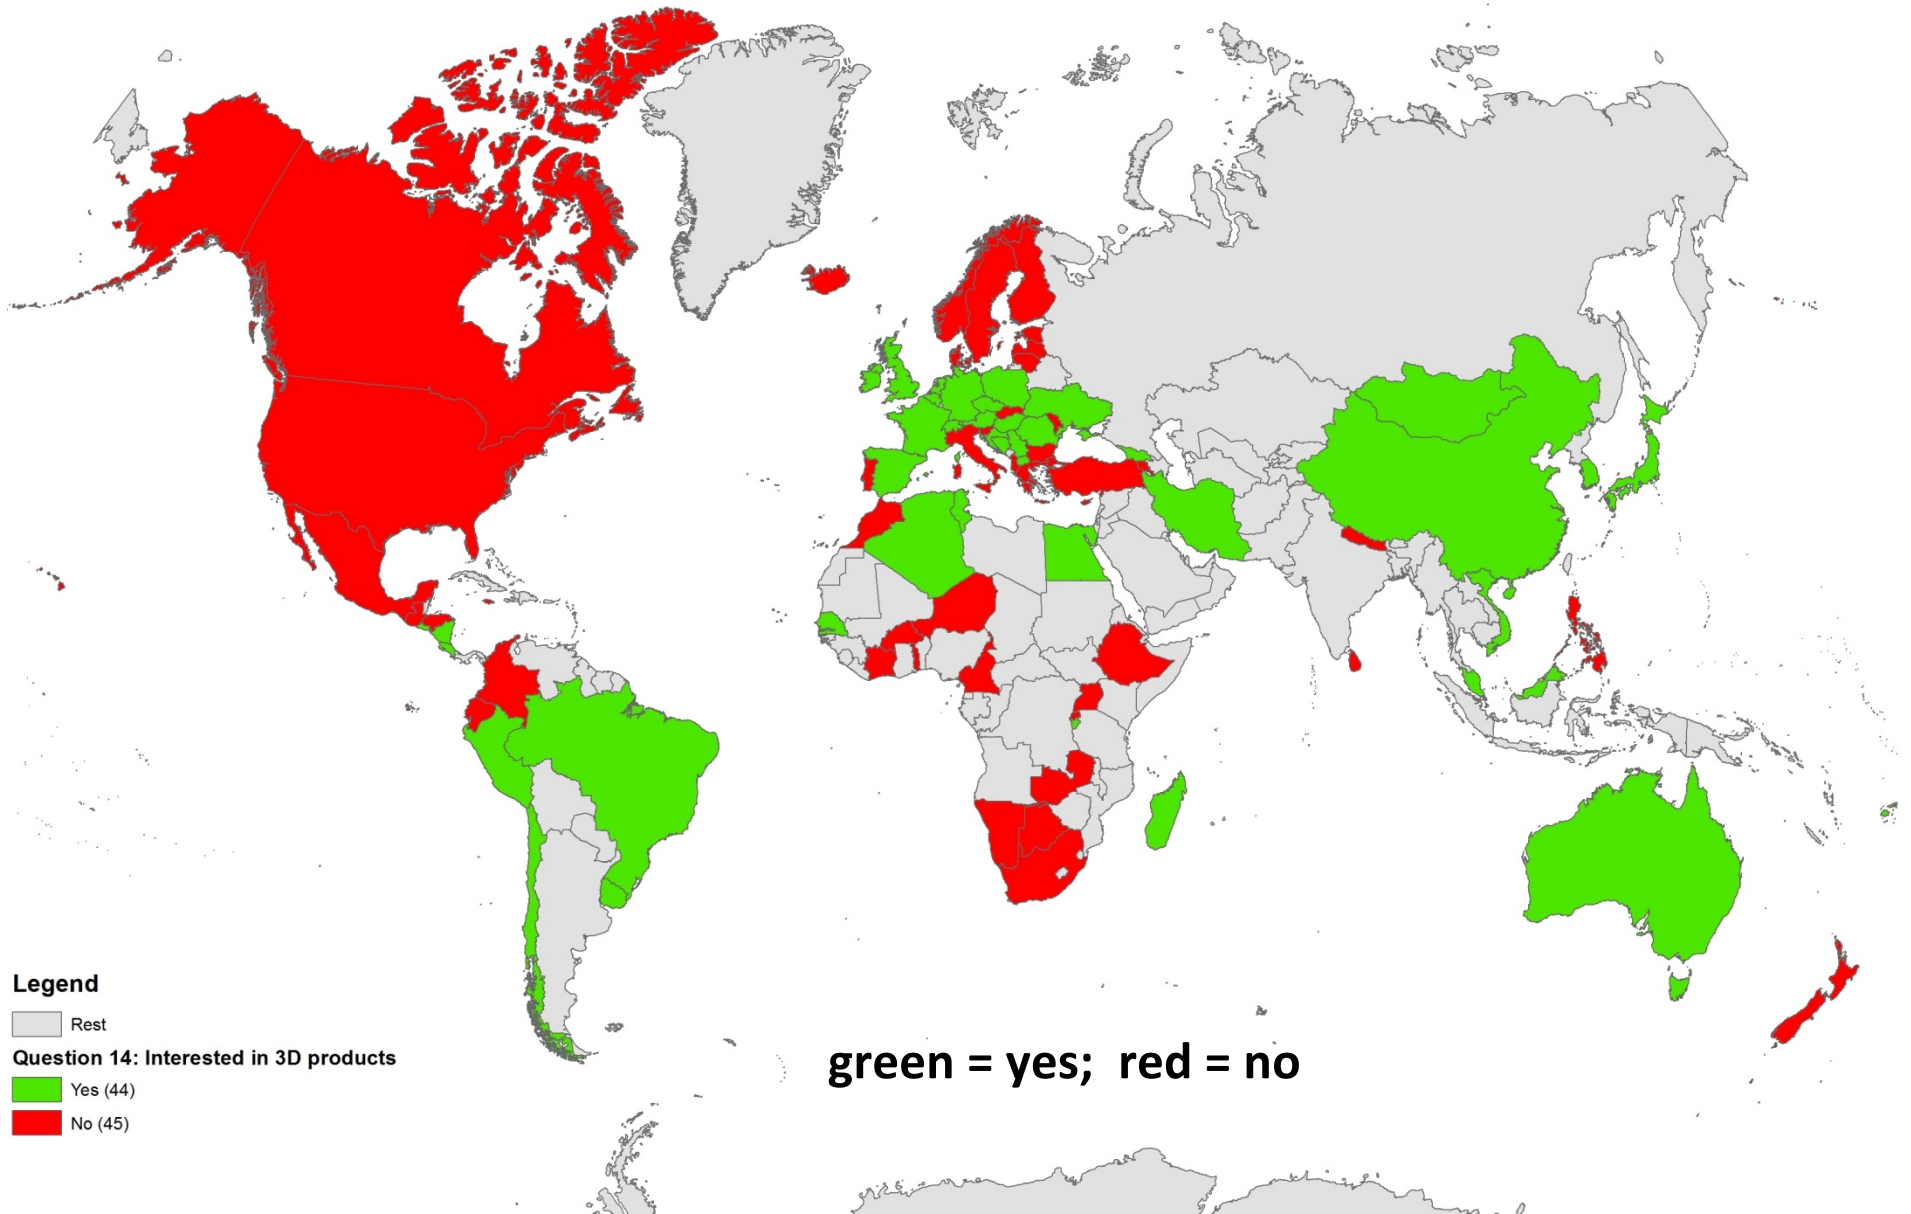 Legend
Rest
Question 14: Interested in 3D products
Yes (44)
No (45)
green = yes;  red = no